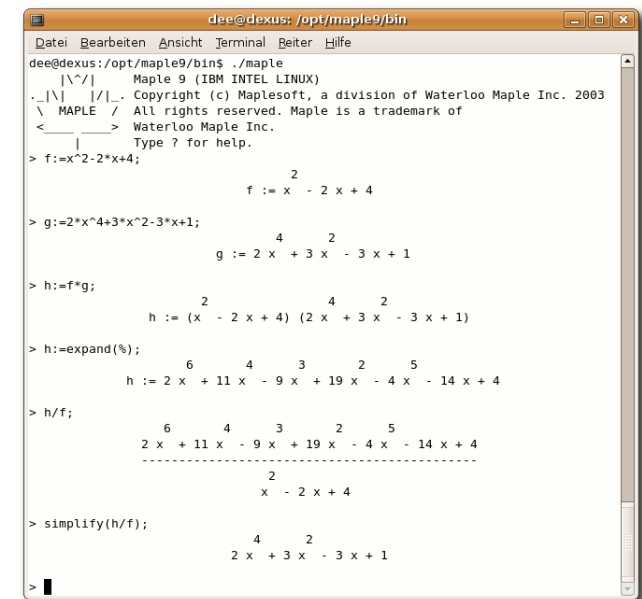 dee@dexus: /opt/maple9/bin
Datei Bearbeiten Ansicht Terminal Reiter Hilfe
dee@dexus:/opt/maple9/bin$ ./maple
    |\^/|     Maple 9 (IBM INTEL LINUX)
._|\|   |/|_. Copyright (c) Maplesoft, a division of Waterloo Maple Inc. 2003
 \  MAPLE  /  All rights reserved. Maple is a trademark of
 <____ ____>  Waterloo Maple Inc.
      |       Type ? for help.
> f:=x^2-2*x+4;
                                   2
                             f := x  - 2 x + 4
> g:=2*x^4+3*x^2-3*x+1;
                                 4      2
                         g := 2 x  + 3 x  - 3 x + 1
> h:=f*g;
                       2                4      2
                h := (x  - 2 x + 4) (2 x  + 3 x  - 3 x + 1)
> h:=expand(%);
                     6       4      3       2      5
             h := 2 x  + 11 x  - 9 x  + 19 x  - 4 x  - 14 x + 4
> h/f;
                  6       4      3       2      5
               2 x  + 11 x  - 9 x  + 19 x  - 4 x  - 14 x + 4
               ---------------------------------------------
                                2
                               x  - 2 x + 4
> simplify(h/f);
                              4      2
                           2 x  + 3 x  - 3 x + 1
>